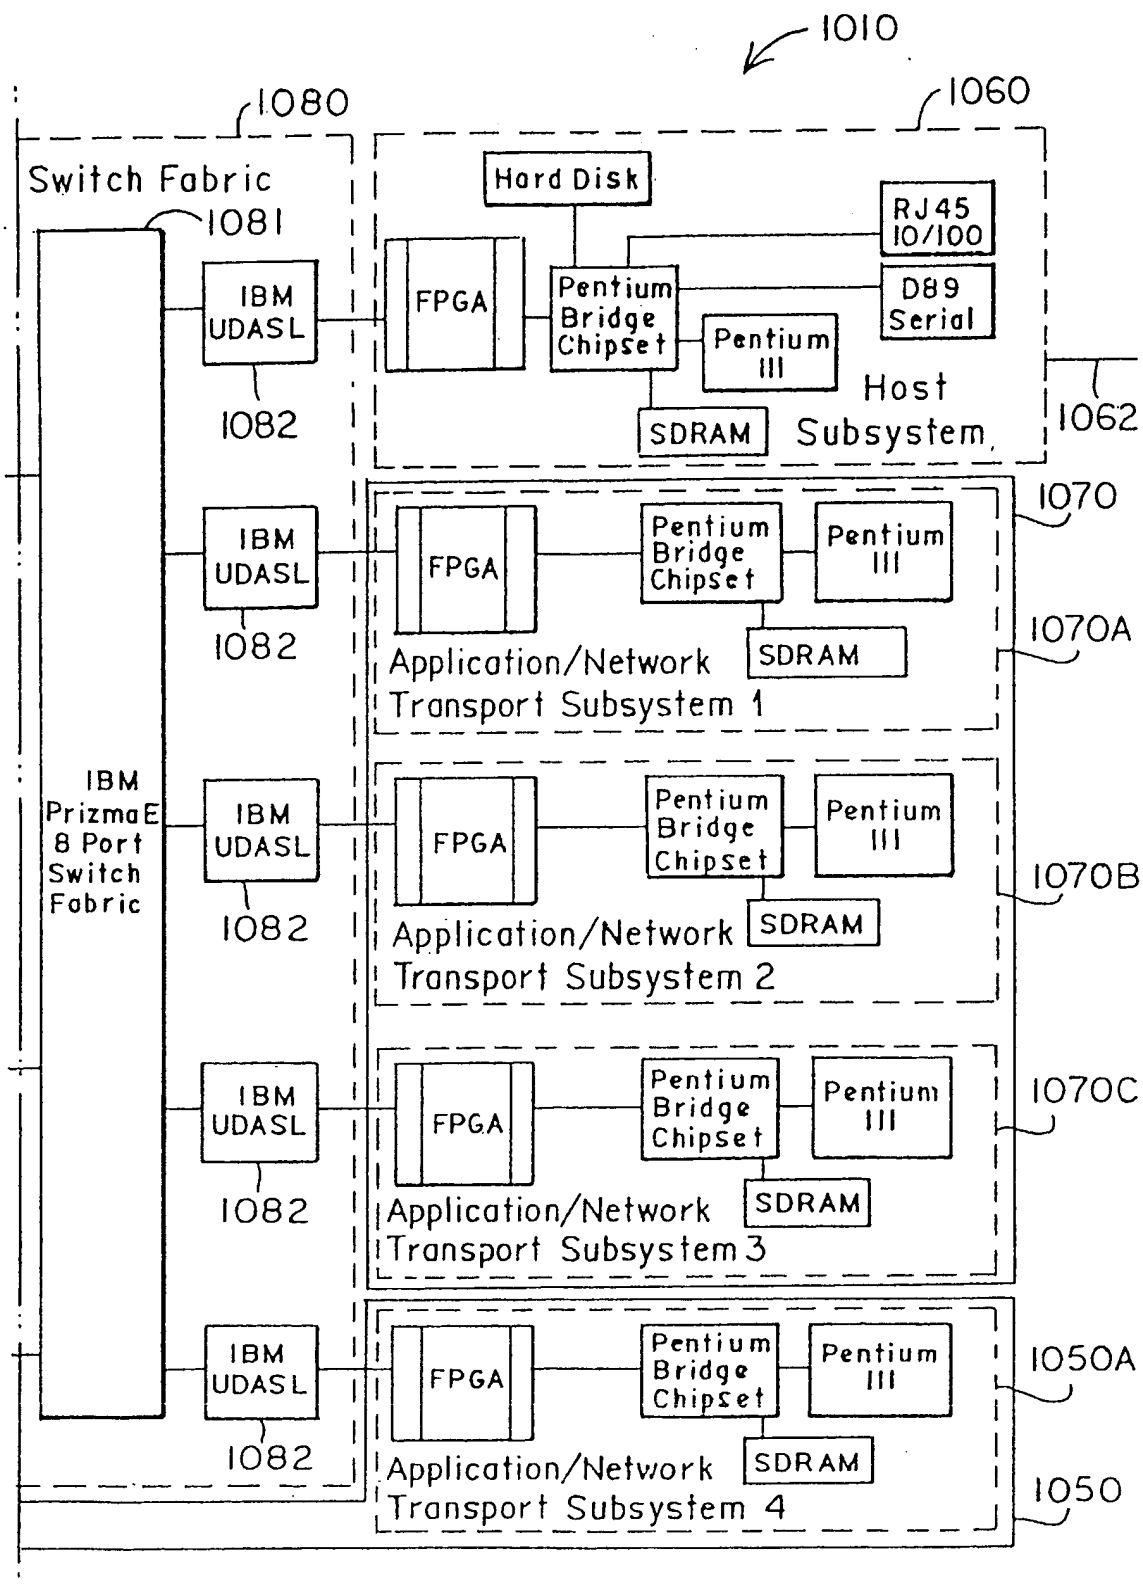 1010
1080
1060
Switch Fabric
1081
Hard Disk
RJ45
10/100
IBM
UDASL
FPGA
Pentium
Bridge
Chipset
D89
Serial
Pentium
III
1082
SDRAM
Host
Subsystem
1062
1070
IBM
UDASL
FPGA
Pentium
Bridge
Chipset
Pentium
III
1082
SDRAM
1070A
Application/Network
Transport Subsystem 1
IBM
PrizmaE
8 Port
Switch
Fabric
IBM
UDASL
FPGA
Pentium
Bridge
Chipset
Pentium
III
1070B
1082
SDRAM
Application/Network
Transport Subsystem 2
IBM
UDASL
FPGA
Pentium
Bridge
Chipset
Pentium
III
1070C
1082
SDRAM
Application/Network
Transport Subsystem 3
IBM
UDASL
FPGA
Pentium
Bridge
Chipset
Pentium
III
1050A
1082
SDRAM
Application/Network
Transport Subsystem 4
1050